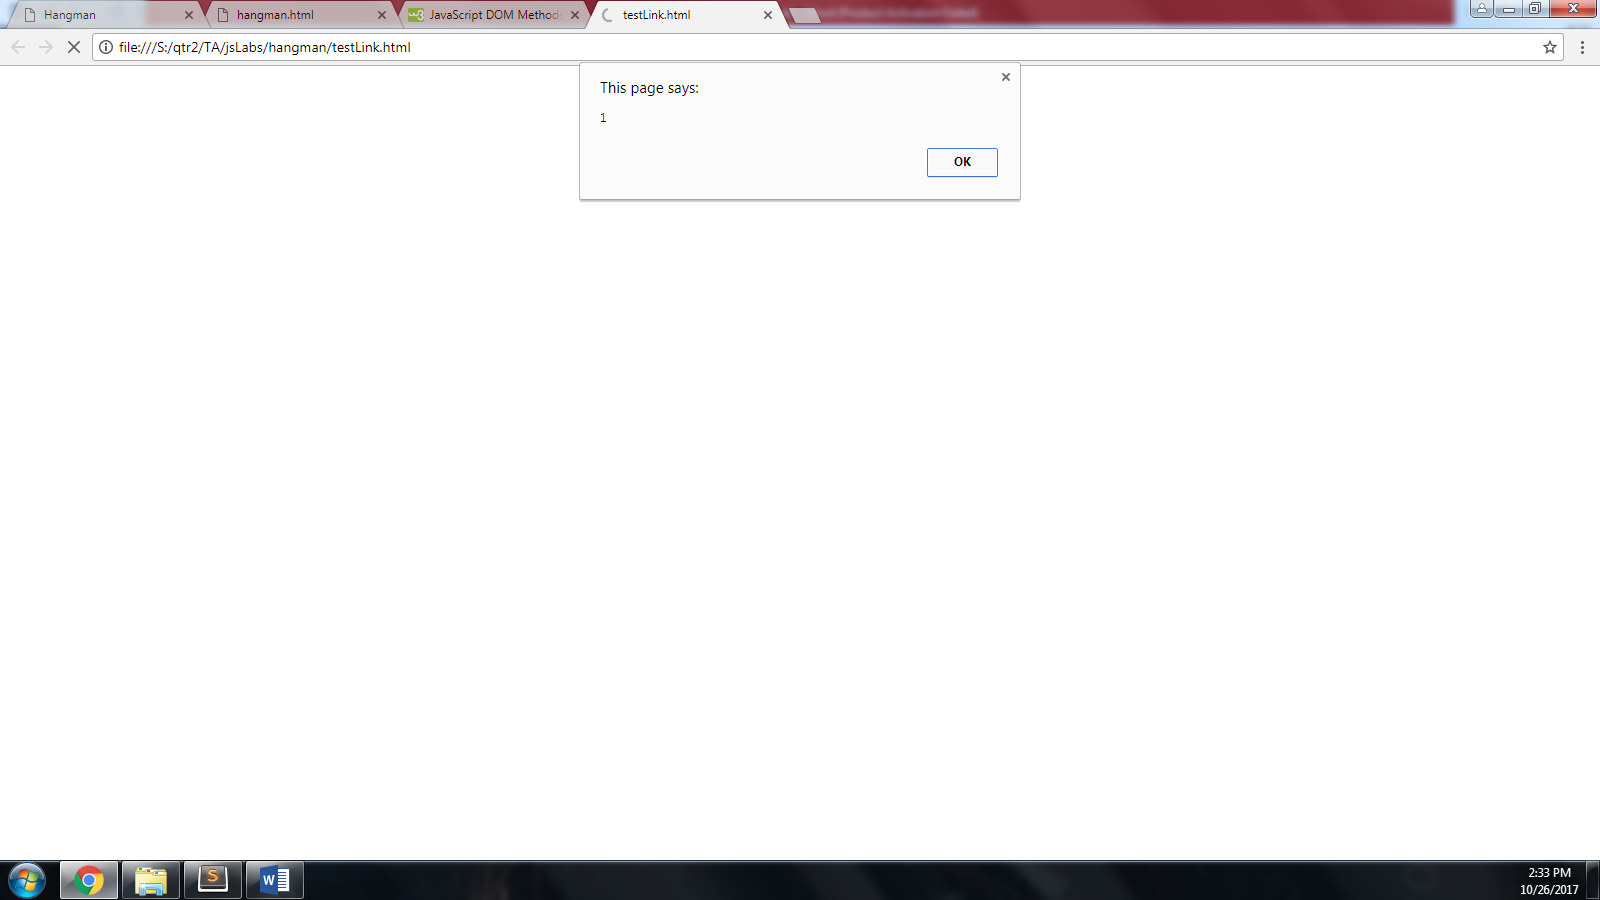 Hangman
hangman.html
JavaScript DOM Methods
testLink.html
file:///S:/qtr2/TA/jsLabs/hangman/testLink.html
This page says:
1
OK
2:33 PM
10/26/2017